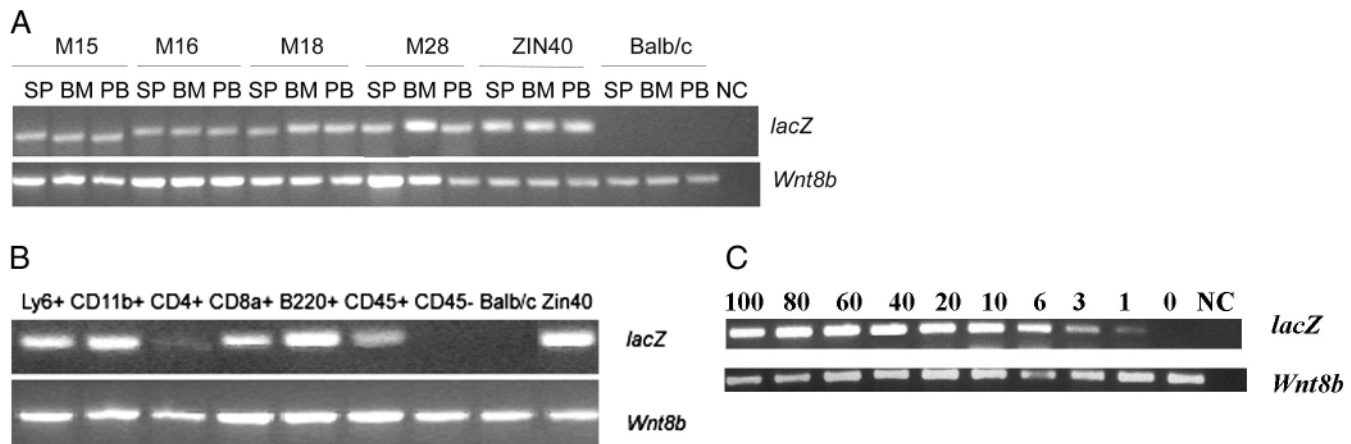 A
M15 M16 M18 M28 ZIN40 Balb/c
SP BM PB SP BM PB SP BM PB SP BM PB SP BM PB SP BM PB NC
lacZ
Wnt8b
B
Ly6+ CD11b+ CD4+ CD8a+ B220+ CD45+ CD45- Balb/c Zin40
lacZ
Wnt8b
C
100 80 60 40 20 10 6 3 1 0 NC
lacZ
Wnt8b